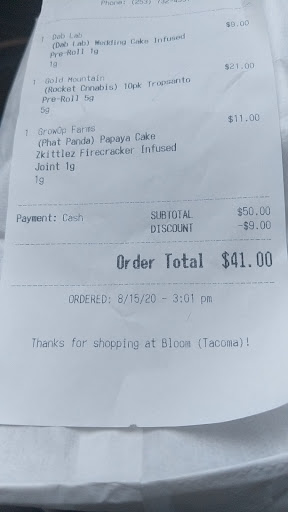 Phone: (253)
$9.00
1 Dab Lab
(Dab Lab) Wedding Cake Infused
Pre-Roll 1g
1g
$21.00
1 Gold Mountain
(Rocket Cnnabis) 10pk Tropsanto
Pre-Roll 5g
5g
$11.00
1 GrowOp Farms
(Phat Panda) Papaya Cake
Zkittlez Firecracker Infused
Joint 1g
1g
Payment: Cash SUBTOTAL $50.00
DISCOUNT -$9.00
Order Total $41.00
ORDERED: 8/15/20 - 3:01 pm
Thanks for shopping at Bloom (Tacoma)!